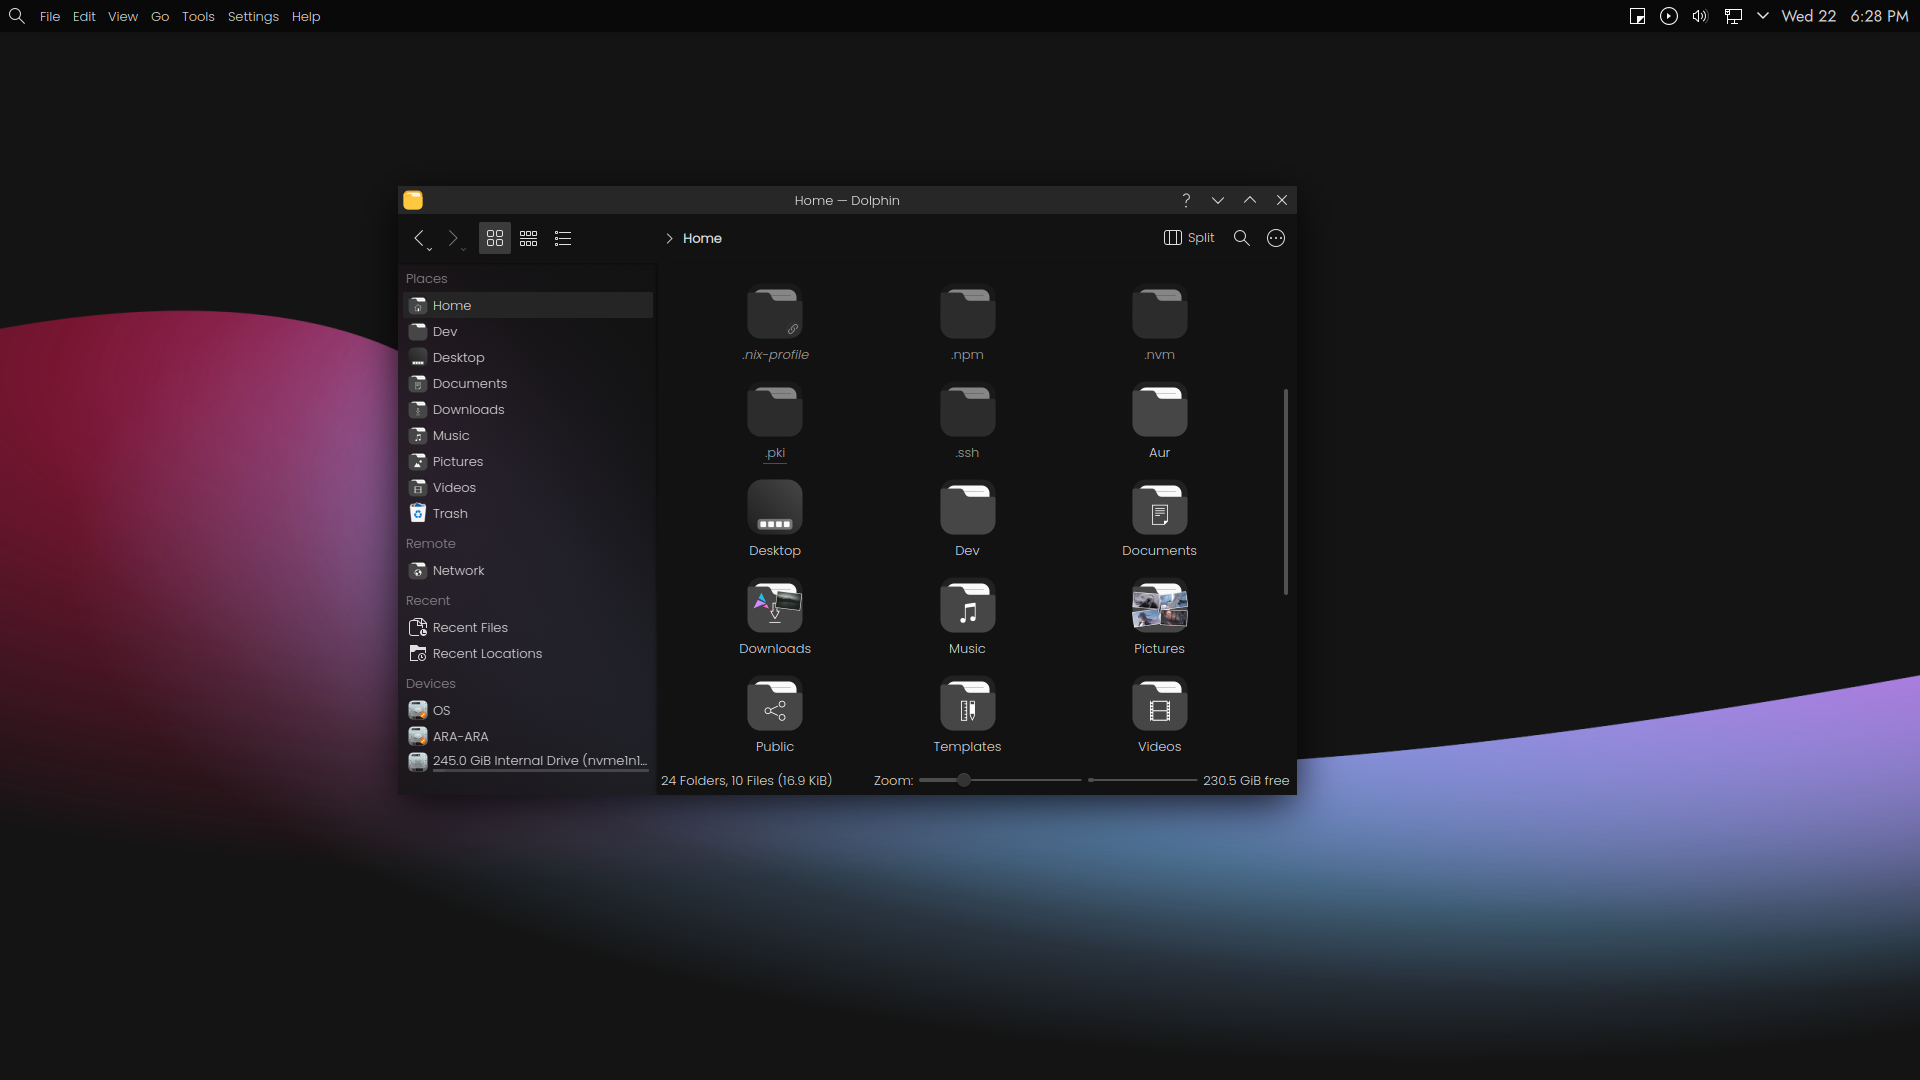 File Edit View Go Tools Settings Help
Wed 22 6:28 PM
Home — Dolphin
Home
Split
Places
Home
Dev
Desktop
Documents
Downloads
Music
Pictures
Videos
Trash
Remote
Network
Recent
Recent Files
Recent Locations
Devices
OS
ARA-ARA
245.0 GiB Internal Drive (nvme1n1...
.nix-profile .npm .nvm
.pki .ssh Aur
Desktop Dev Documents
Downloads Music Pictures
Public Templates Videos
24 Folders, 10 Files (16.9 KiB) Zoom: 230.5 GiB free